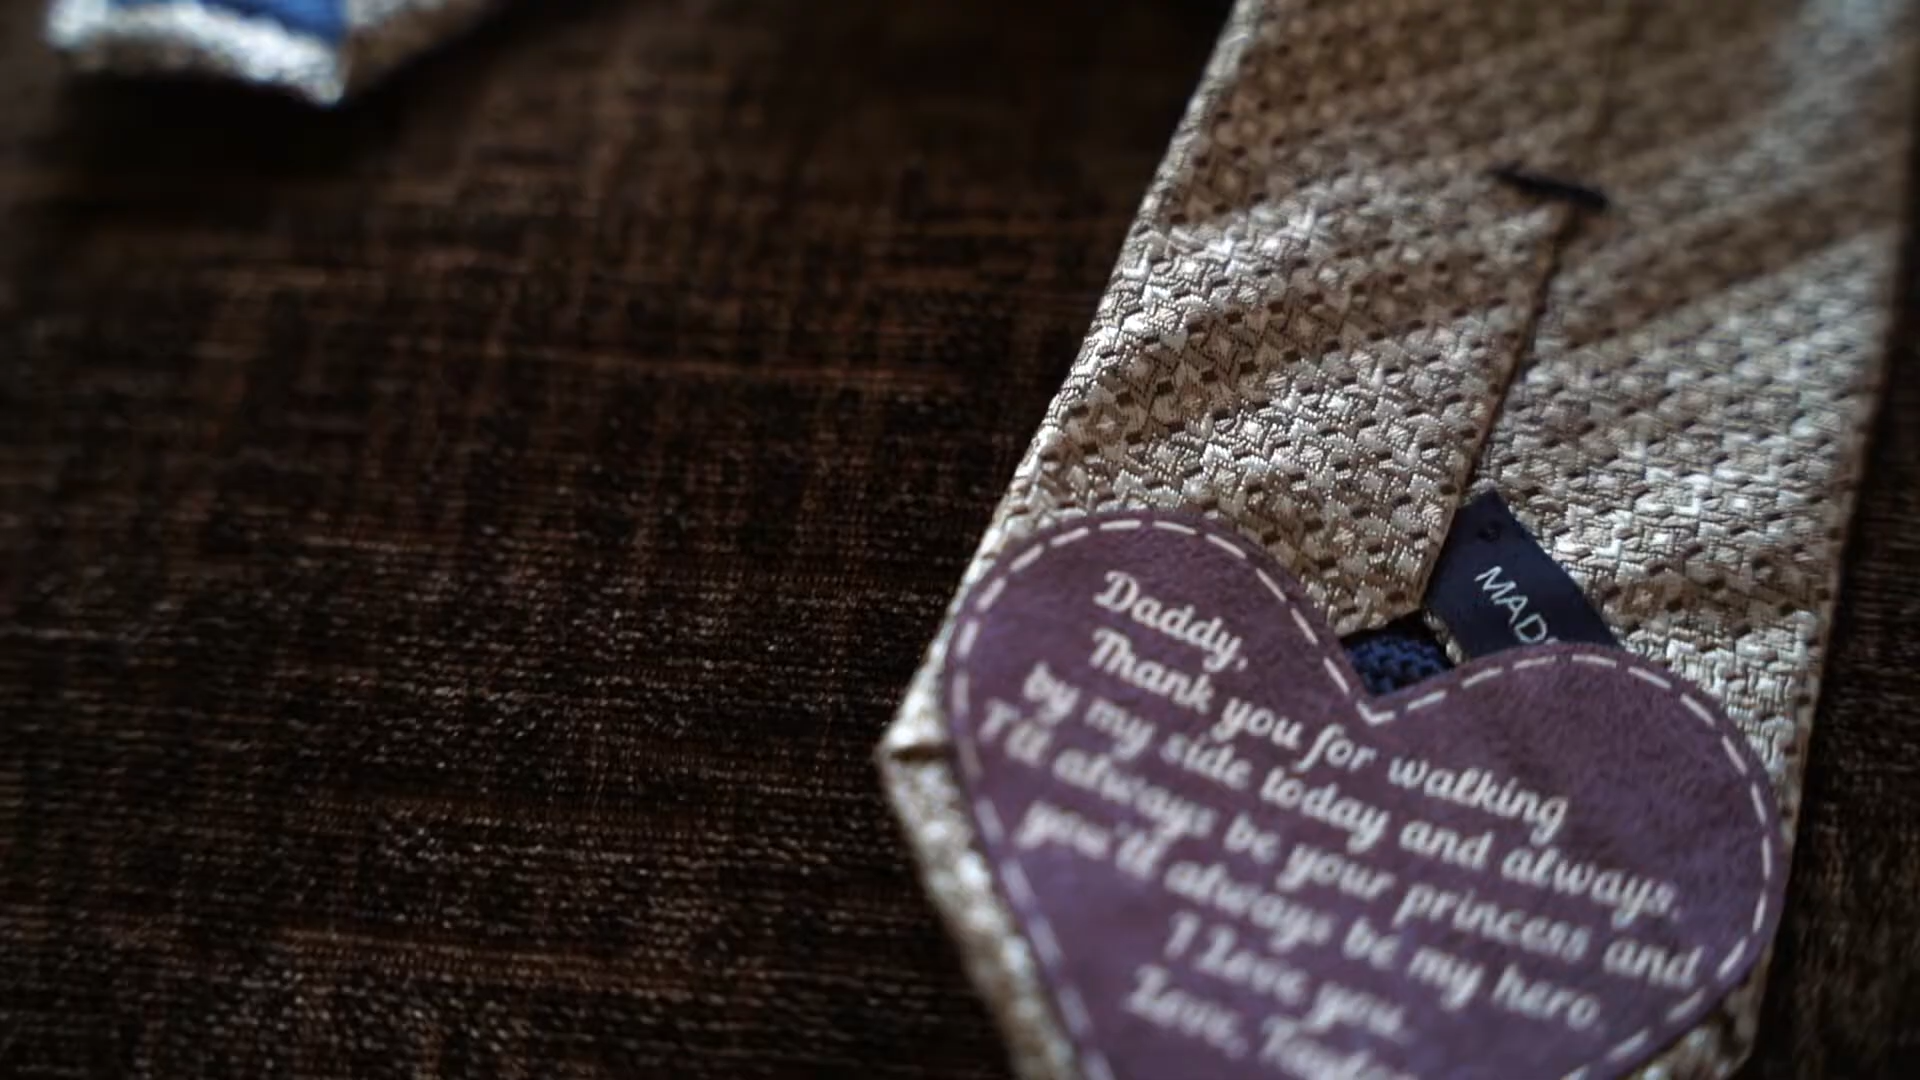 MAD
Daddy,
Thank you for walking
by my side today and always.
I'll always be your princess and
you'll always be my hero.
I Love you.
Love, Taylor